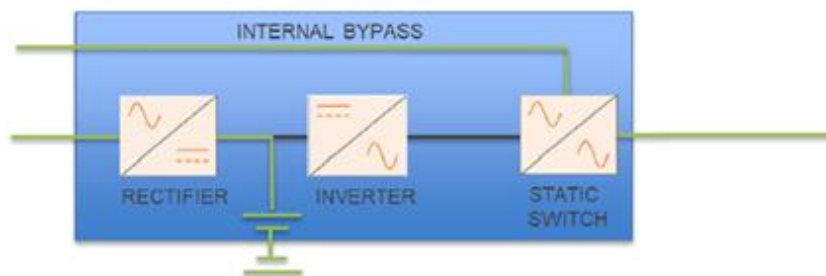 INTERNAL BYPASS
RECTIFIER
INVERTER
STATIC
SWITCH